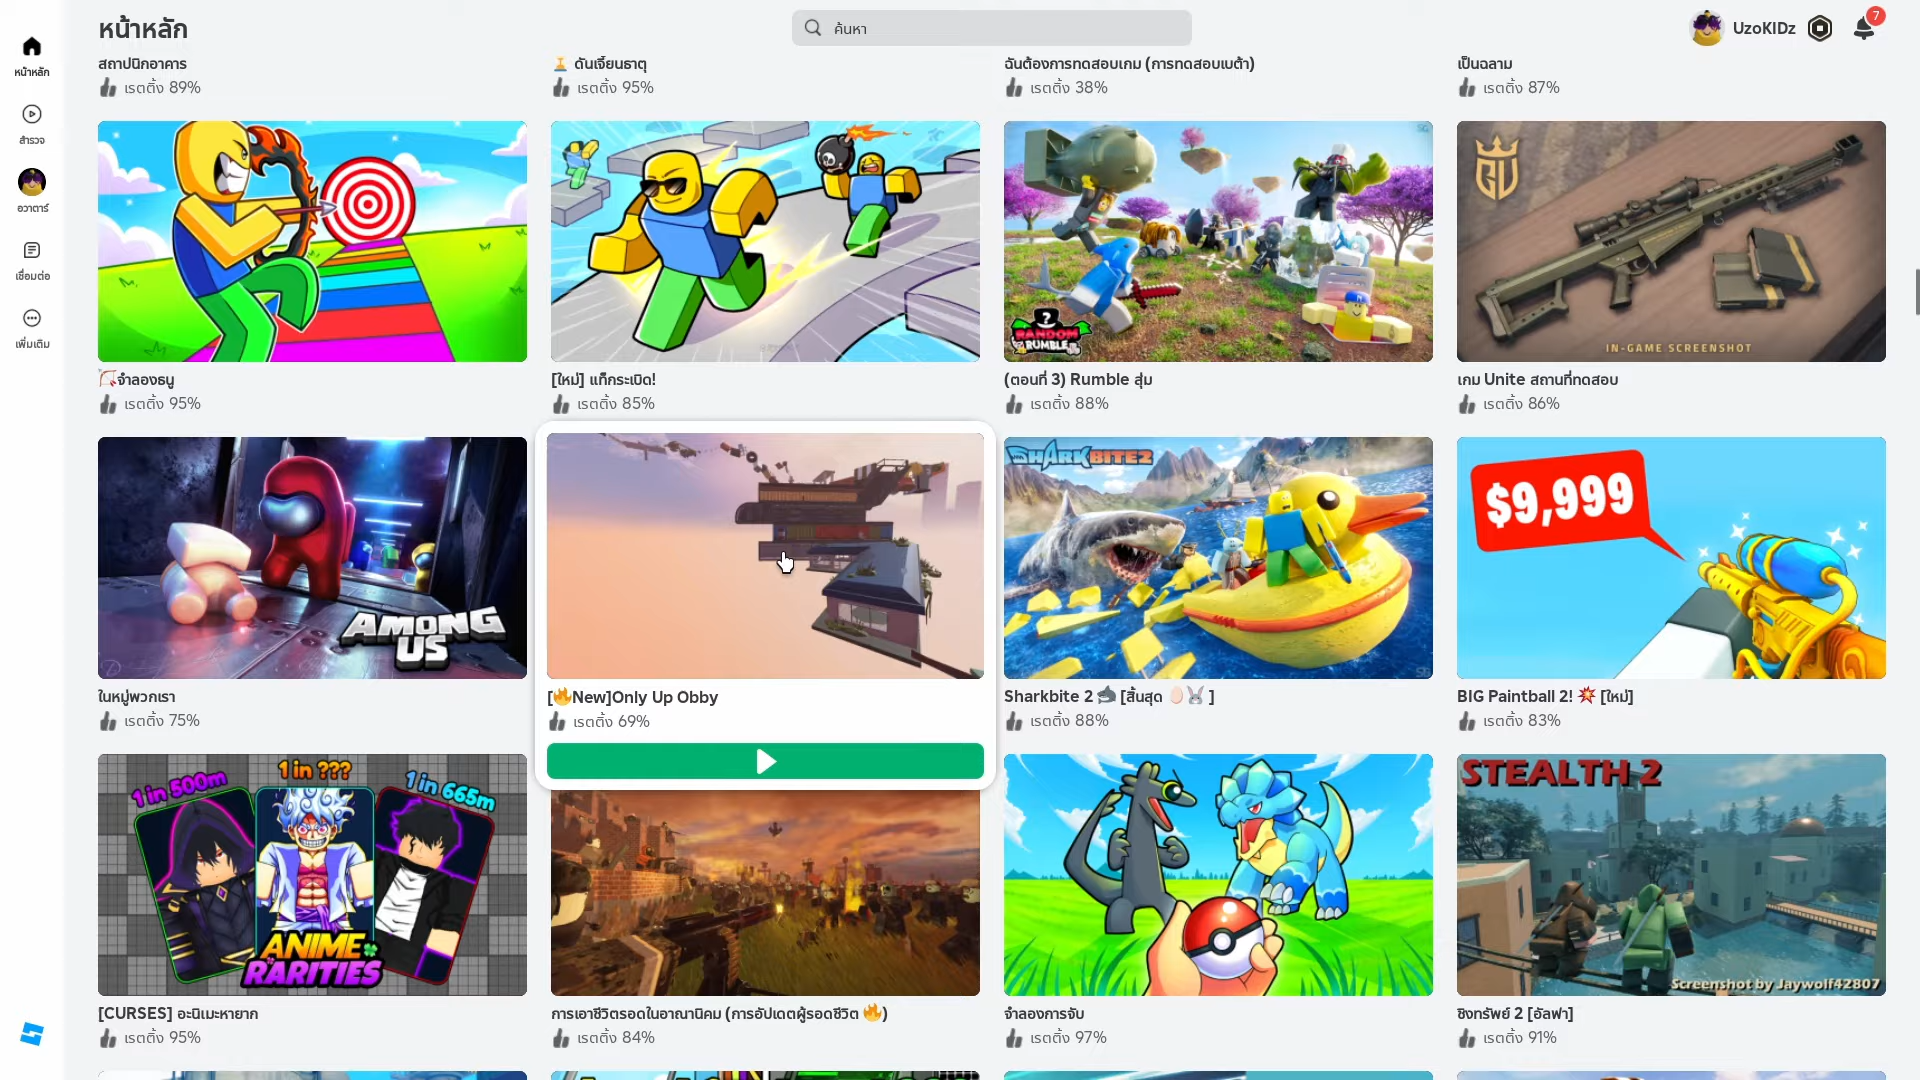 หน้าหลัก
ค้นหา
UzoKIDz
7
หน้าหลัก
สำรวจ
อวาตาร์
เชื่อมต่อ
เพิ่มเติม
สถาปนิกอาคาร
เรตติ้ง 89%
ดันเจี้ยนธาตุ
เรตติ้ง 95%
ฉันต้องการทดสอบเกม (การทดสอบเบต้า)
เรตติ้ง 38%
เป็นฉลาม
เรตติ้ง 87%
RANDOM
RUMBLE
GU
IN-GAME SCREENSHOT
🏹จำลองธนู
เรตติ้ง 95%
[ใหม่] แท็กระเบิด!
เรตติ้ง 85%
(ตอนที่ 3) Rumble สุ่ม
เรตติ้ง 88%
เกม Unite สถานที่ทดสอบ
เรตติ้ง 86%
AMONG
US
SHARKBITE2
$9,999
ในหมู่พวกเรา
เรตติ้ง 75%
[🔥New]Only Up Obby
เรตติ้ง 69%
Sharkbite 2 🦈 [สิ้นสุด 🥚🐰 ]
เรตติ้ง 88%
BIG Paintball 2! 💥 [ใหม่]
เรตติ้ง 83%
1 in 500m
1 in ???
1 in 665m
ANIME
RARITIES
STEALTH 2
Screenshot by Jaywolf42807
[CURSES] อะนิเมะหายาก
เรตติ้ง 95%
การเอาชีวิตรอดในอาณานิคม (การอัปเดตผู้รอดชีวิต 🔥)
เรตติ้ง 84%
จำลองการจับ
เรตติ้ง 97%
ชิงทรัพย์ 2 [อัลฟา]
เรตติ้ง 91%